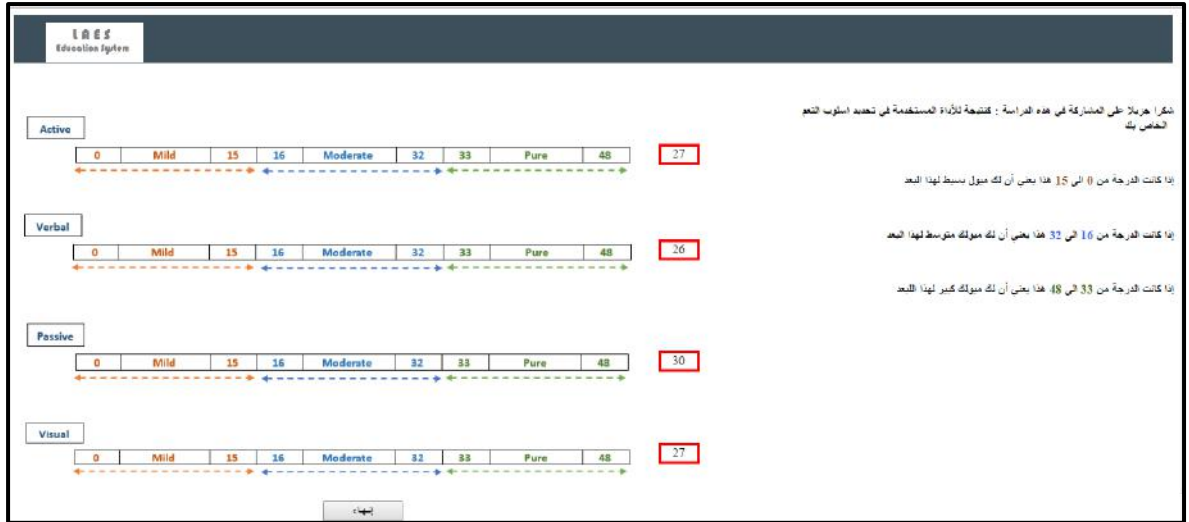 LAES
Education System
شكرا جزيلا على المشاركة في هذه الدراسة : كنتيجة للأداة المستخدمة في تحديد اسلوب التعم
الخاص بك
Active
0 Mild 15 16 Moderate 32 33 Pure 48 27
إذا كانت الدرجة من 0 الي 15 هذا يعني أن لك ميول بسيط لهذا البعد
Verbal
0 Mild 15 16 Moderate 32 33 Pure 48 26
إذا كانت الدرجة من 16 الي 32 هذا يعني أن لك ميولك متوسط لهذا البعد
إذا كانت الدرجة من 33 الي 48 هذا يعني أن لك ميولك كبير لهذا اللبعد
Passive
0 Mild 15 16 Moderate 32 33 Pure 48 30
Visual
0 Mild 15 16 Moderate 32 33 Pure 48 27
إنهاء